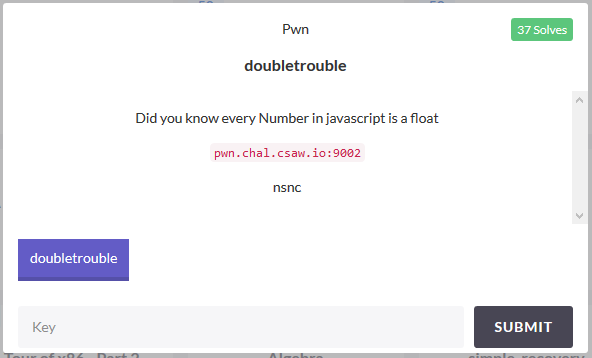 Pwn
37 Solves
doubletrouble
Did you know every Number in javascript is a float
pwn.chal.csaw.io:9002
nsnc
doubletrouble
Key
SUBMIT